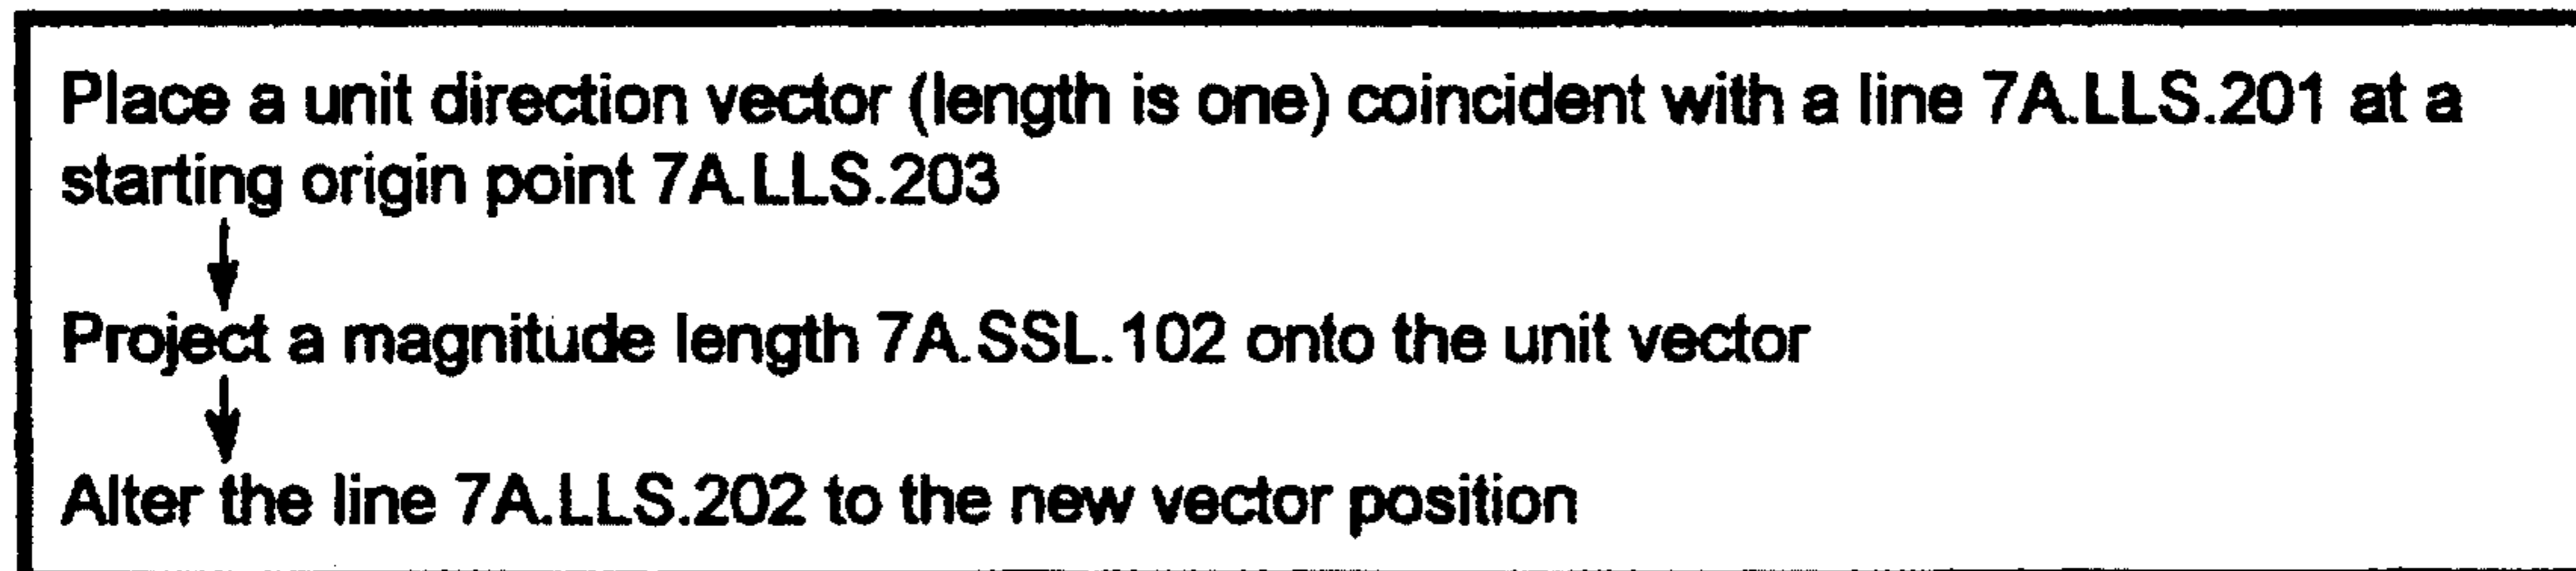 Place a unit direction vector (length is one) coincident with a line 7A.LLS.201 at a
starting origin point 7A.LLS.203
Project a magnitude length 7A.SSL.102 onto the unit vector
Alter the line 7A.LLS.202 to the new vector position